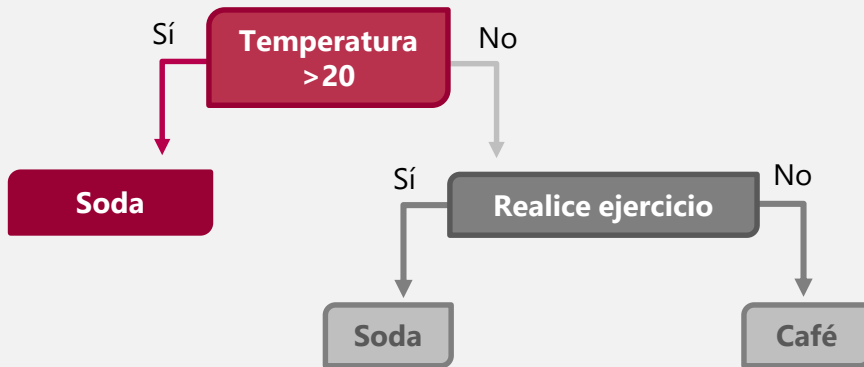 Sí
Temperatura
>20
No
Soda
Sí
Realice ejercicio
No
Soda
Café